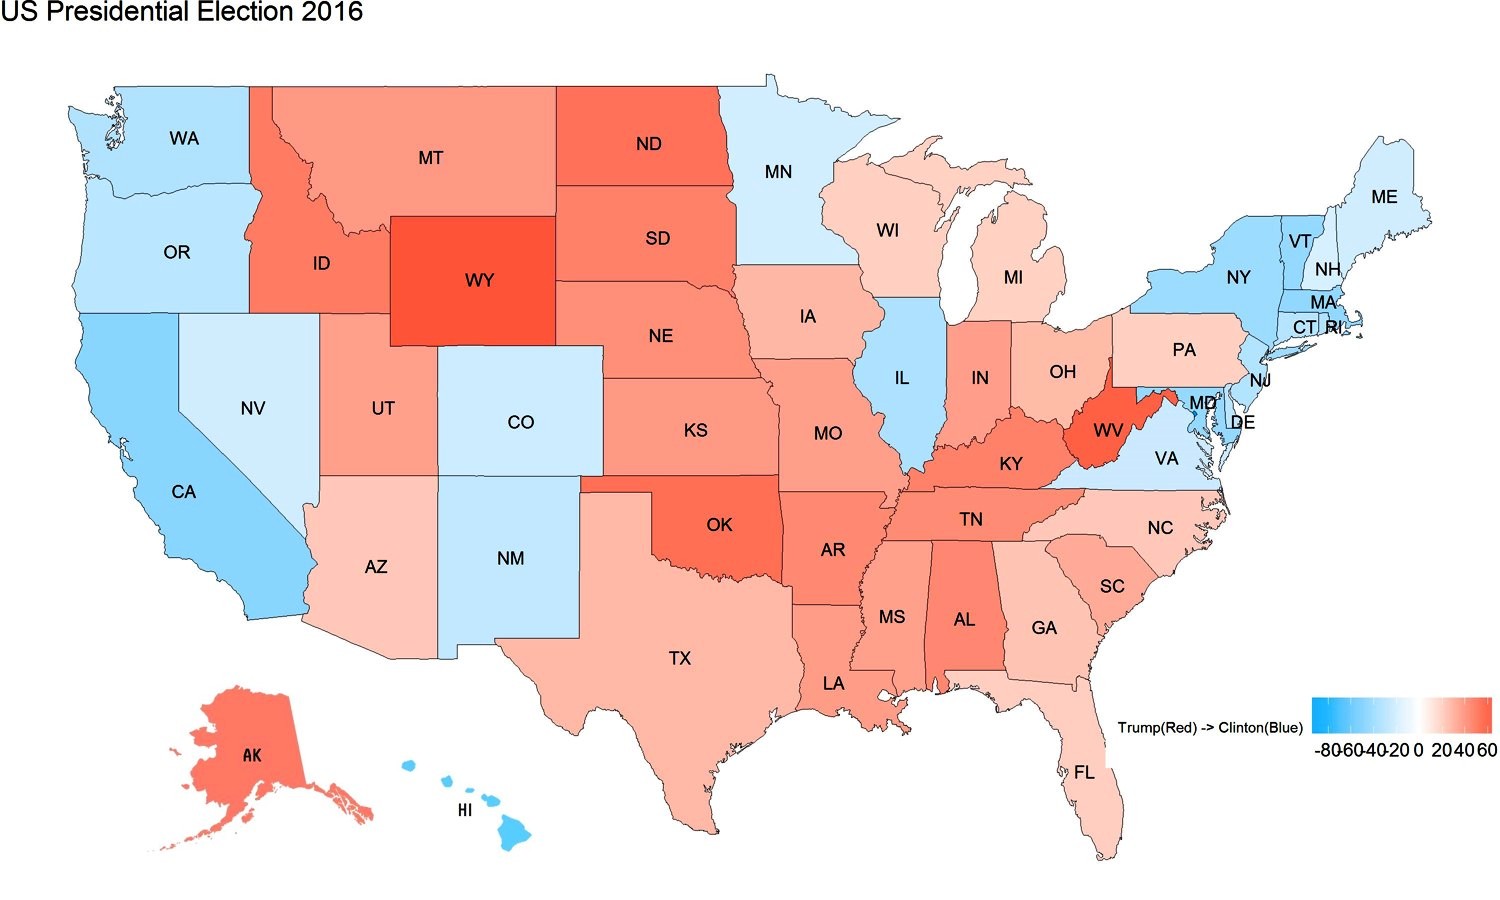 US Presidential Election 2016
WA
MT
ND
MN
ME
OR
ID
WY
SD
WI
MI
NY
VT
NH
MA
CT
RI
NV
UT
CO
NE
IA
IL
IN
OH
PA
NJ
MD
DE
WV
VA
CA
KS
MO
KY
AZ
NM
OK
AR
TN
NC
SC
TX
LA
MS
AL
GA
FL
AK
HI
Trump(Red) -> Clinton(Blue)
-80-60-40-20 0 20 40 60